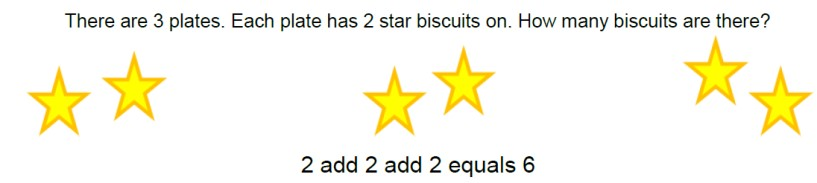 There are 3 plates. Each plate has 2 star biscuits on. How many biscuits are there?
2 add 2 add 2 equals 6